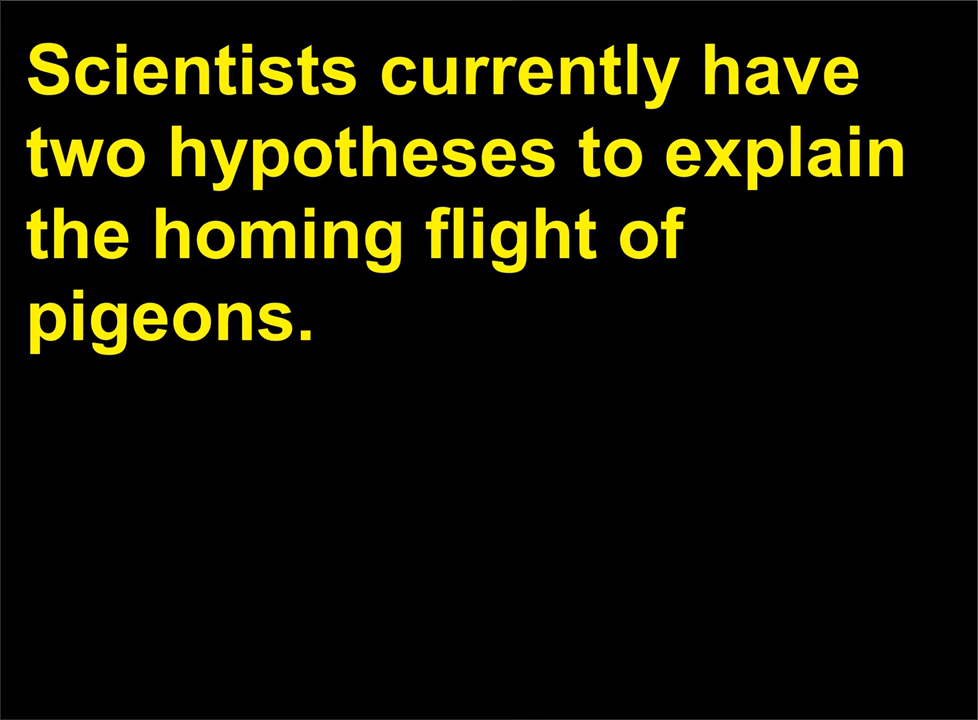 Scientists currently have
two hypotheses to explain
the homing flight of
pigeons.